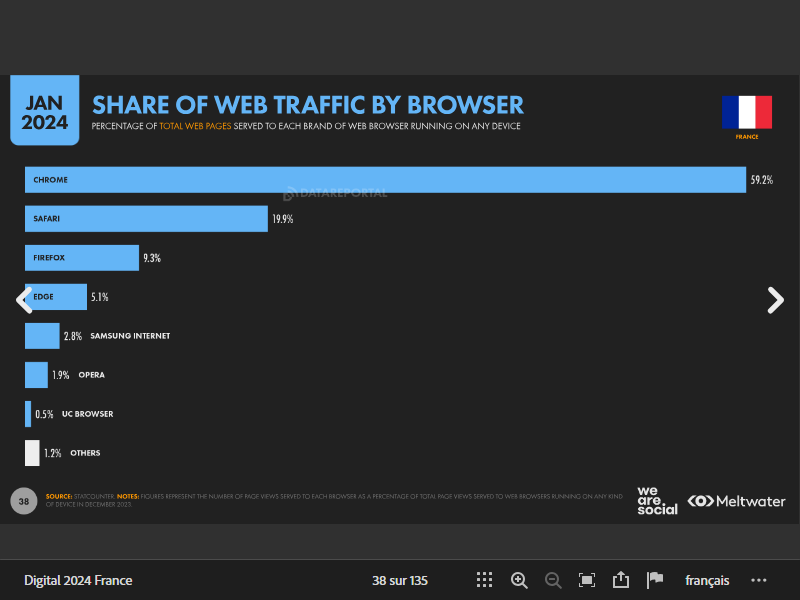 JAN
2024
SHARE OF WEB TRAFFIC BY BROWSER
PERCENTAGE OF TOTAL WEB PAGES SERVED TO EACH BRAND OF WEB BROWSER RUNNING ON ANY DEVICE
FRANCE
CHROME 59.2%
DATAREPORTAL
SAFARI 19.9%
FIREFOX 9.3%
EDGE 5.1%
2.8% SAMSUNG INTERNET
1.9% OPERA
0.5% UC BROWSER
1.2% OTHERS
38
SOURCE: STATCOUNTER. NOTES: FIGURES REPRESENT THE NUMBER OF PAGE VIEWS SERVED TO EACH BROWSER AS A PERCENTAGE OF TOTAL PAGE VIEWS SERVED TO WEB BROWSERS RUNNING ON ANY KIND
OF DEVICE IN DECEMBER 2023.
we
are
social
Meltwater
Digital 2024 France
38 sur 135
français